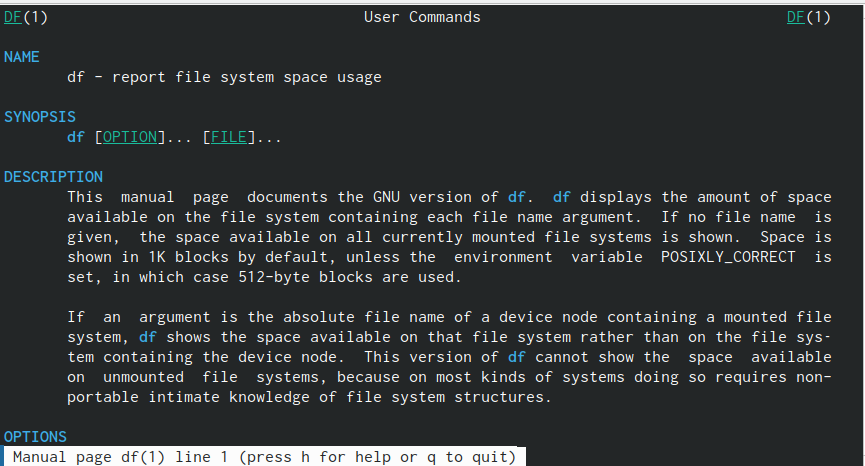 DF(1) User Commands DF(1)
NAME
df - report file system space usage
SYNOPSIS
df [OPTION]... [FILE]...
DESCRIPTION
This manual page documents the GNU version of df. df displays the amount of space
available on the file system containing each file name argument. If no file name is
given, the space available on all currently mounted file systems is shown. Space is
shown in 1K blocks by default, unless the environment variable POSIXLY_CORRECT is
set, in which case 512-byte blocks are used.
If an argument is the absolute file name of a device node containing a mounted file
system, df shows the space available on that file system rather than on the file sys-
tem containing the device node. This version of df cannot show the space available
on unmounted file systems, because on most kinds of systems doing so requires non-
portable intimate knowledge of file system structures.
OPTIONS
Manual page df(1) line 1 (press h for help or q to quit)